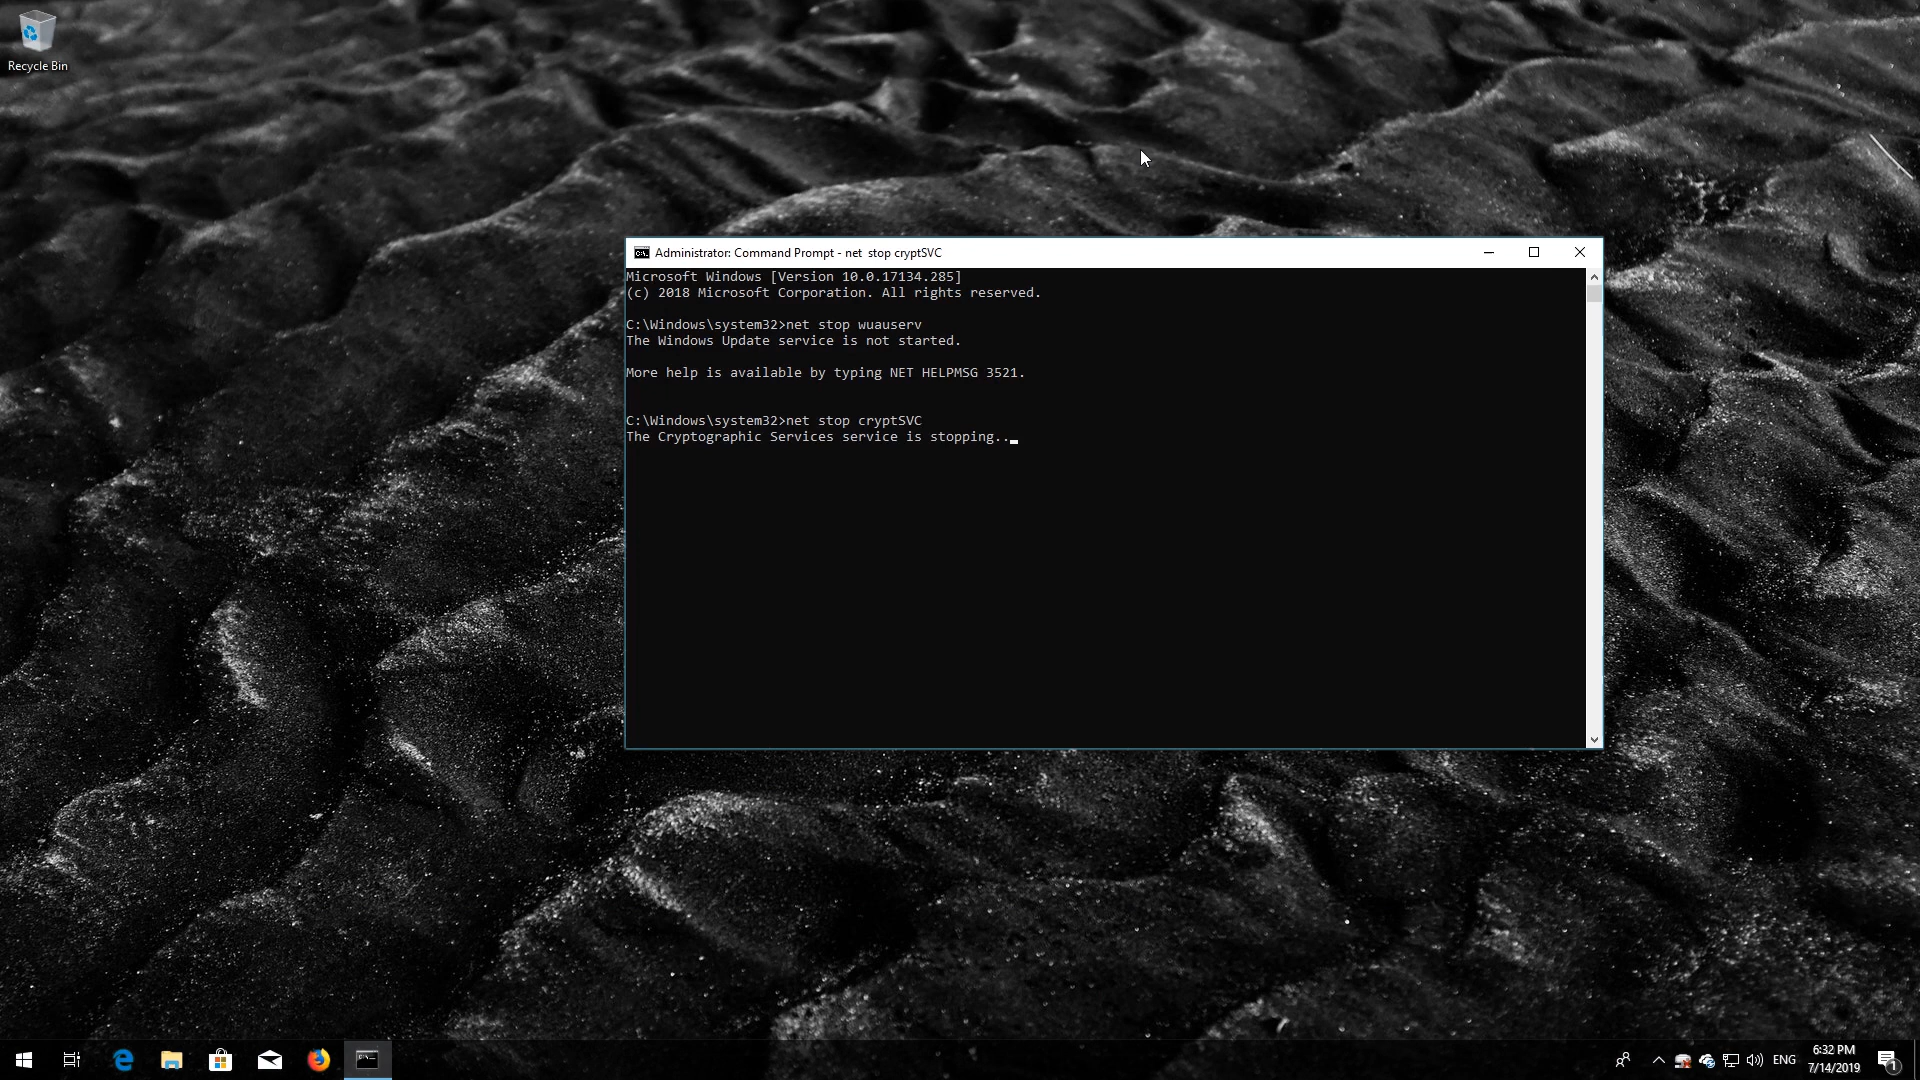 Recycle Bin
Administrator: Command Prompt - net  stop cryptSVC
Microsoft Windows [Version 10.0.17134.285]
(c) 2018 Microsoft Corporation. All rights reserved.
C:\Windows\system32>net stop wuauserv
The Windows Update service is not started.
More help is available by typing NET HELPMSG 3521.
C:\Windows\system32>net stop cryptSVC
The Cryptographic Services service is stopping..
ENG
6:32 PM
7/14/2019
1